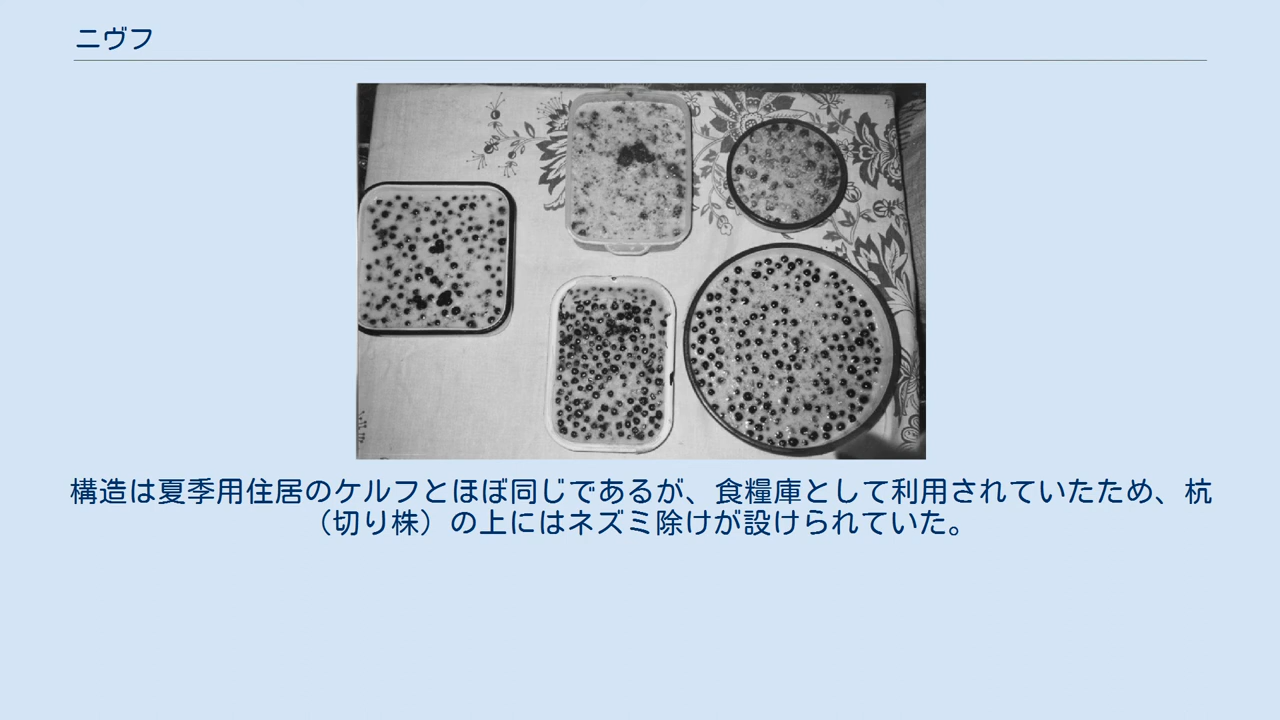 ニヴフ
構造は夏季用住居のケルフとほぼ同じであるが、食糧庫として利用されていたため、杭
（切り株）の上にはネズミ除けが設けられていた。